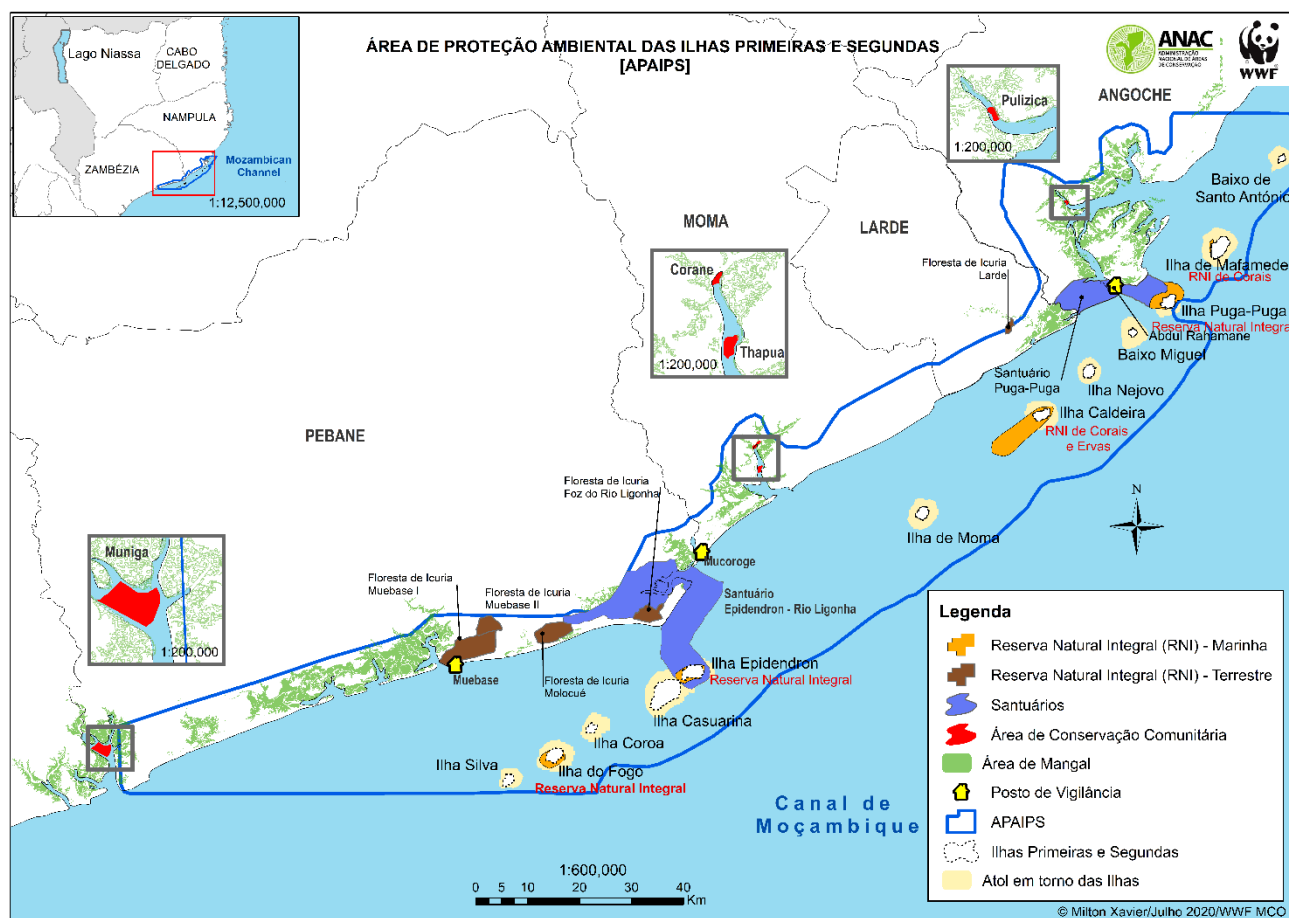 ÁREA DE PROTEÇÃO AMBIENTAL DAS ILHAS PRIMEIRAS E SEGUNDAS
[APAIPS]
ANAC
ADMINISTRAÇÃO
NACIONAL DE ÁREAS
DE CONSERVAÇÃO
WWF
Lago Niassa
CABO
DELGADO
NAMPULA
ZAMBÉZIA
Mozambican
Channel
1:12,500,000
Pulizica
1:200,000
ANGOCHE
Baixo de
Santo António
MOMA
LARDE
Corane
Thapua
1:200,000
Floresta de Icuria
Larde
Ilha de Mafamede
RNI de Corais
Ilha Puga-Puga
Reserva Natural Integral
Abdul Rahamane
Baixo Miguel
Santuário
Puga-Puga
Ilha Nejovo
Ilha Caldeira
RNI de Corais
e Ervas
PEBANE
Floresta de Icuria
Foz do Rio Ligonha
Ilha de Moma
N
Muniga
1:200,000
Mucoroge
Floresta de Icuria
Muebase I
Floresta de Icuria
Muebase II
Santuário
Epidendron - Rio Ligonha
Muebase
Floresta de Icuria
Molocué
Ilha Epidendron
Reserva Natural Integral
Ilha Casuarina
Ilha Coroa
Ilha Silva
Ilha do Fogo
Reserva Natural Integral
Canal de
Moçambique
1:600,000
0 5 10 20 30 40
Km
Legenda
Reserva Natural Integral (RNI) - Marinha
Reserva Natural Integral (RNI) - Terrestre
Santuários
Área de Conservação Comunitária
Área de Mangal
Posto de Vigilância
APAIPS
Ilhas Primeiras e Segundas
Atol em torno das Ilhas
© Milton Xavier/Julho 2020/WWF MCO